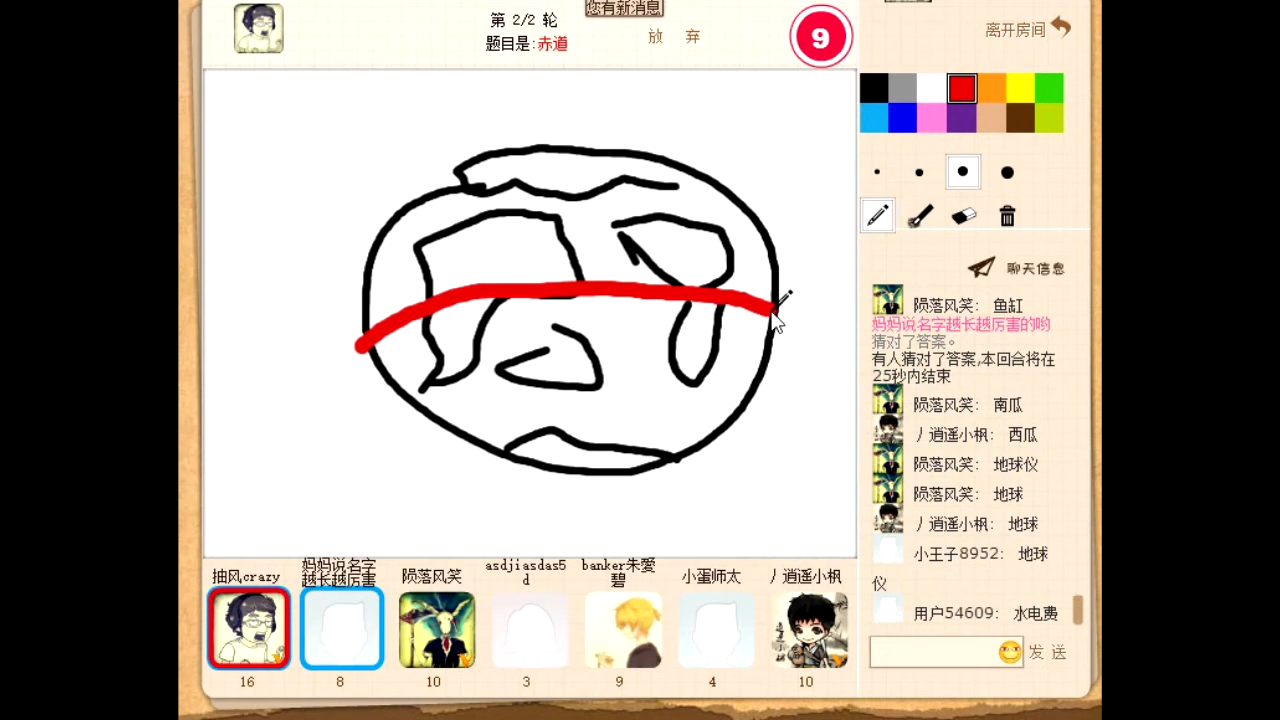 您有新消息
第 2/2 轮
题目是:赤道
放 弃
9
离开房间
聊天信息
陨落风笑: 鱼缸
妈妈说名字越长越厉害的哟
猜对了答案。
有人猜对了答案,本回合将在
25秒内结束
陨落风笑: 南瓜
丿逍遥小枫: 西瓜
陨落风笑: 地球仪
陨落风笑: 地球
丿逍遥小枫: 地球
小王子8952: 地球
仪
用户54609: 水电费
发 送
抽风crazy
妈妈说名字
越长越厉害
陨落风笑
asdjiasdas5
d
banker朱愛
碧
小蛋师太
丿逍遥小枫
16
8
10
3
9
4
10